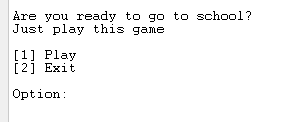 Are you ready to go to school?
Just play this game
[1] Play
[2] Exit
Option: